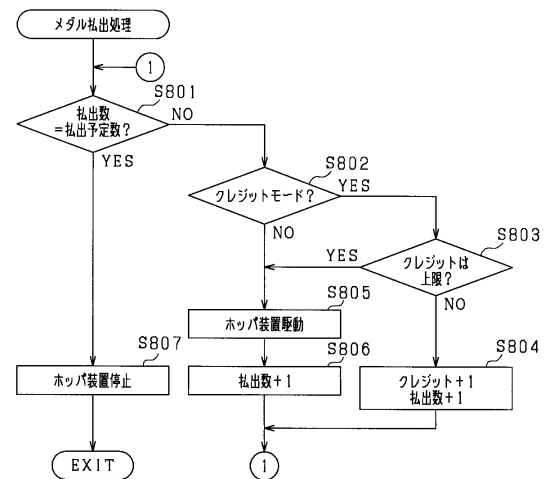 メダル払出処理
1
S801
払出数
=払出予定数?
NO
YES
S802
クレジットモード?
YES
NO
S803
クレジットは
上限?
YES
NO
S805
ホッパ装置駆動
S807
ホッパ装置停止
S806
払出数+1
S804
クレジット+1
払出数+1
EXIT
1